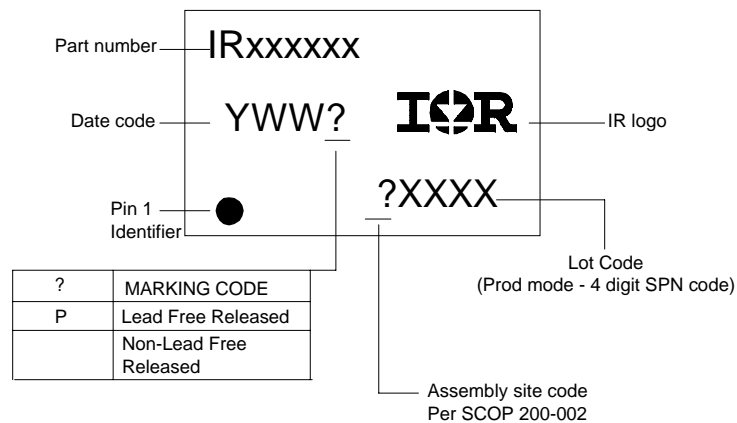 Part number
IRxxxxxx
Date code
YWW?
IOR
IR logo
?XXXX
Pin 1
Identifier
Lot Code
(Prod mode - 4 digit SPN code)
? MARKING CODE
P Lead Free Released
Non-Lead Free
Released
Assembly site code
Per SCOP 200-002